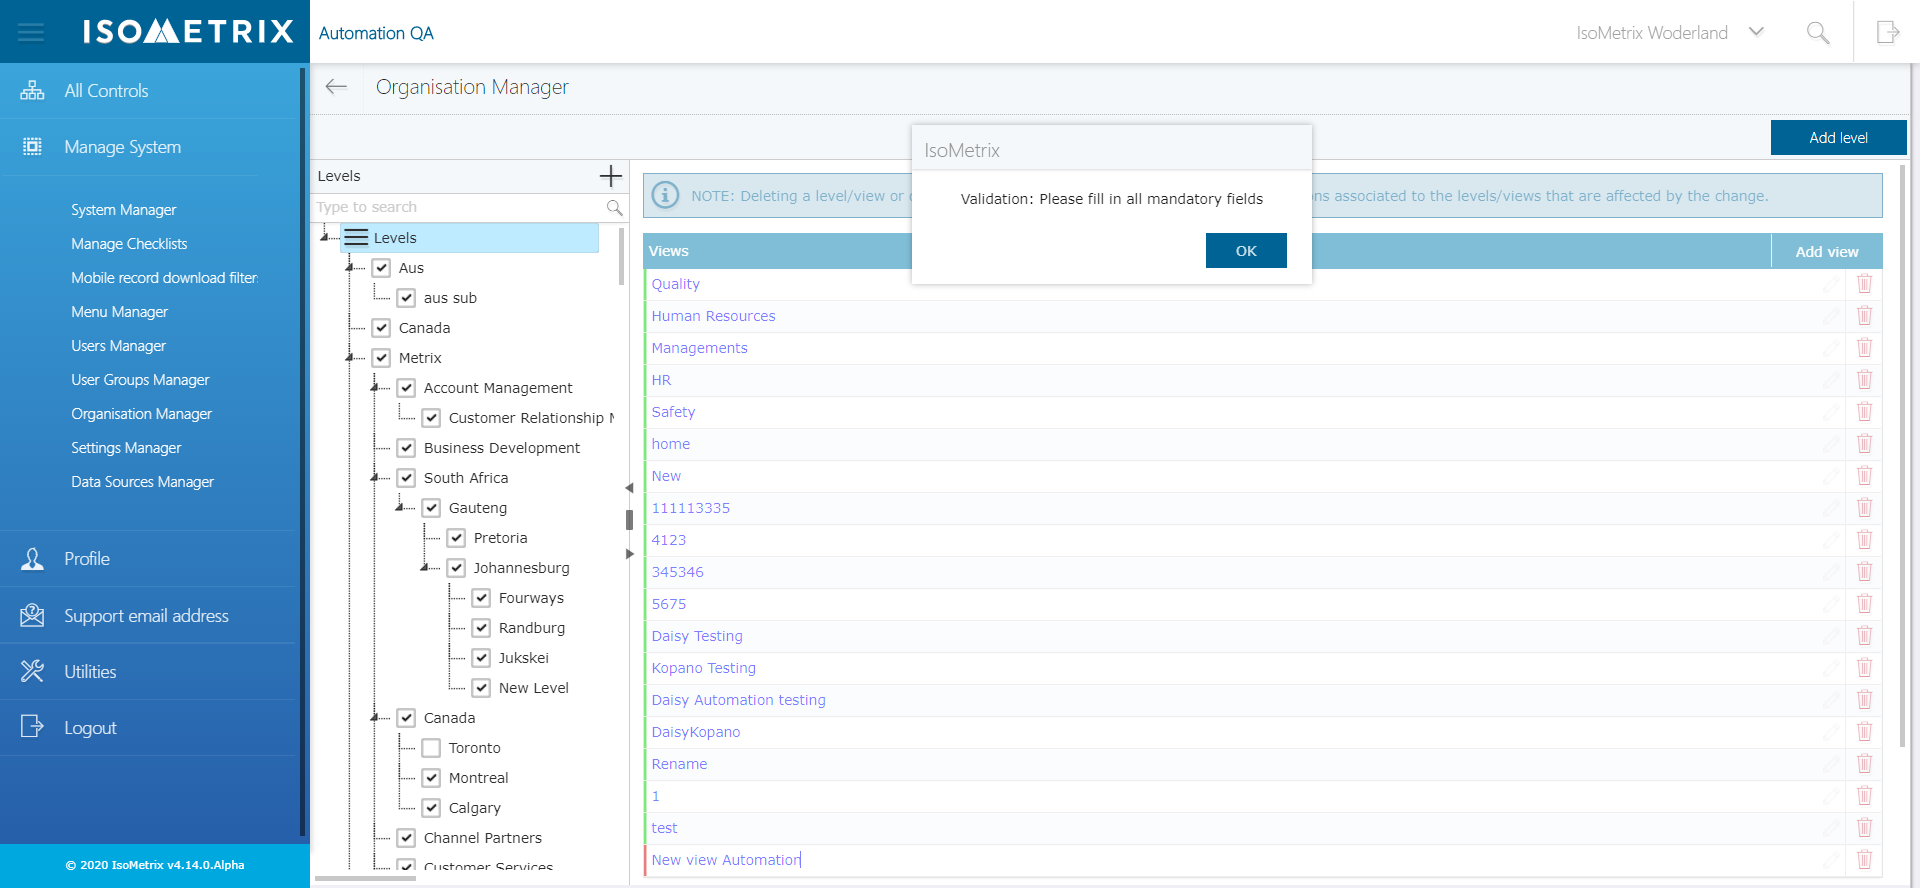 ISOMETRIX
Automation QA
IsoMetrix Woderland
All Controls
Manage System
System Manager
Manage Checklists
Mobile record download filter
Menu Manager
Users Manager
User Groups Manager
Organisation Manager
Settings Manager
Data Sources Manager
Profile
Support email address
Utilities
Logout
© 2020 IsoMetrix v4.14.0.Alpha
Organisation Manager
Add level
Levels
Type to search
Levels
Aus
aus sub
Canada
Metrix
Account Management
Customer Relationship
Business Development
South Africa
Gauteng
Pretoria
Johannesburg
Fourways
Randburg
Jukskei
New Level
Canada
Toronto
Montreal
Calgary
Channel Partners
Customer Services
NOTE: Deleting a level/view or ns associated to the levels/views that are affected by the change.
IsoMetrix
Validation: Please fill in all mandatory fields
OK
Views
Add view
Quality
Human Resources
Managements
HR
Safety
home
New
111113335
4123
345346
5675
Daisy Testing
Kopano Testing
Daisy Automation testing
DaisyKopano
Rename
1
test
New view Automation